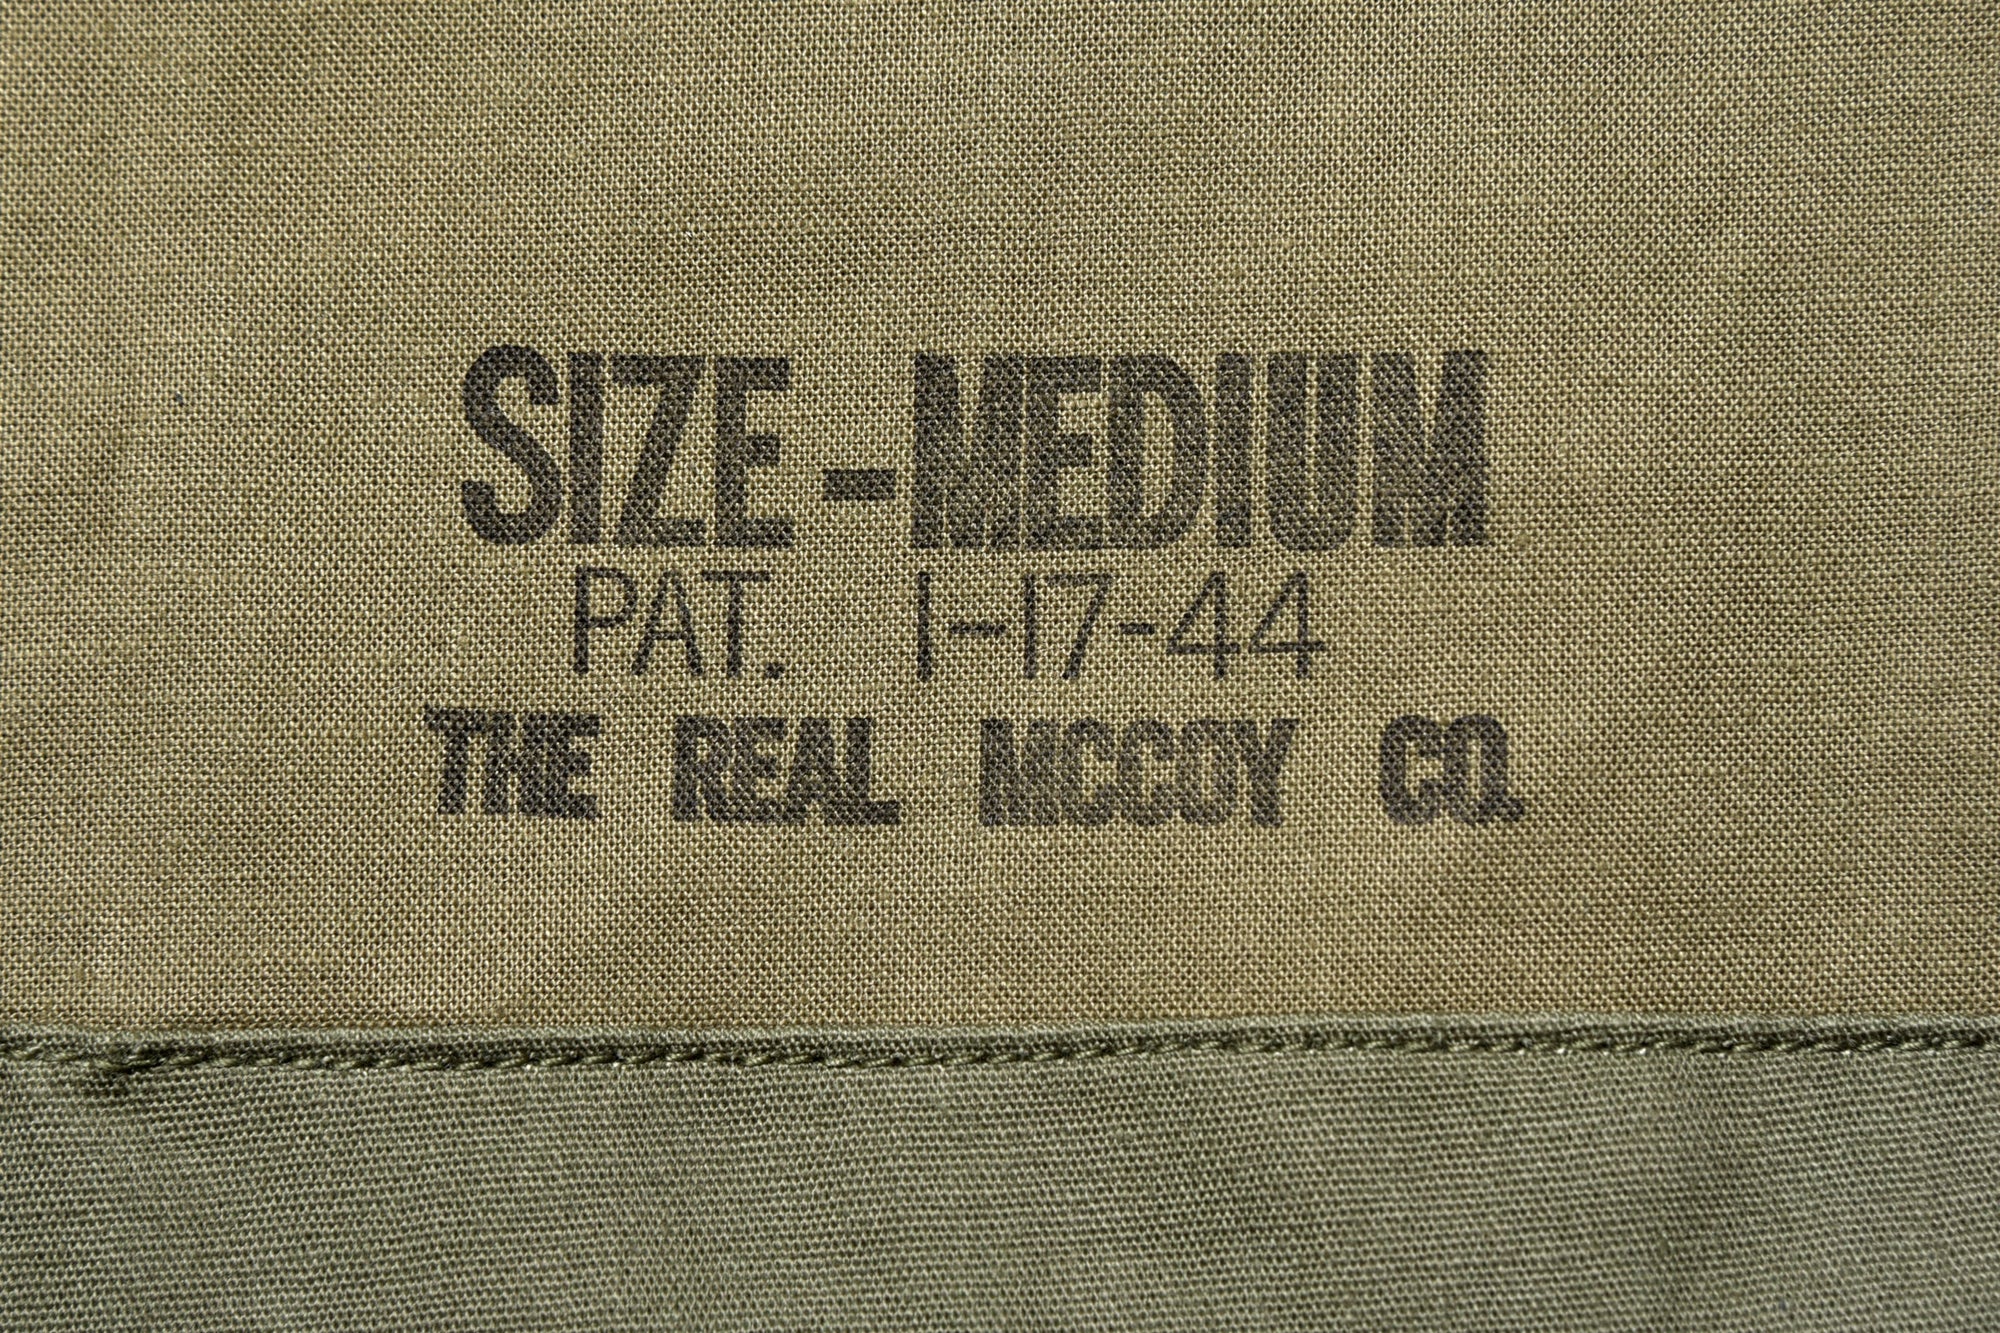 SIZE-MEDIUM
PAT. 1-17-44
THE REAL MCCOY CO.